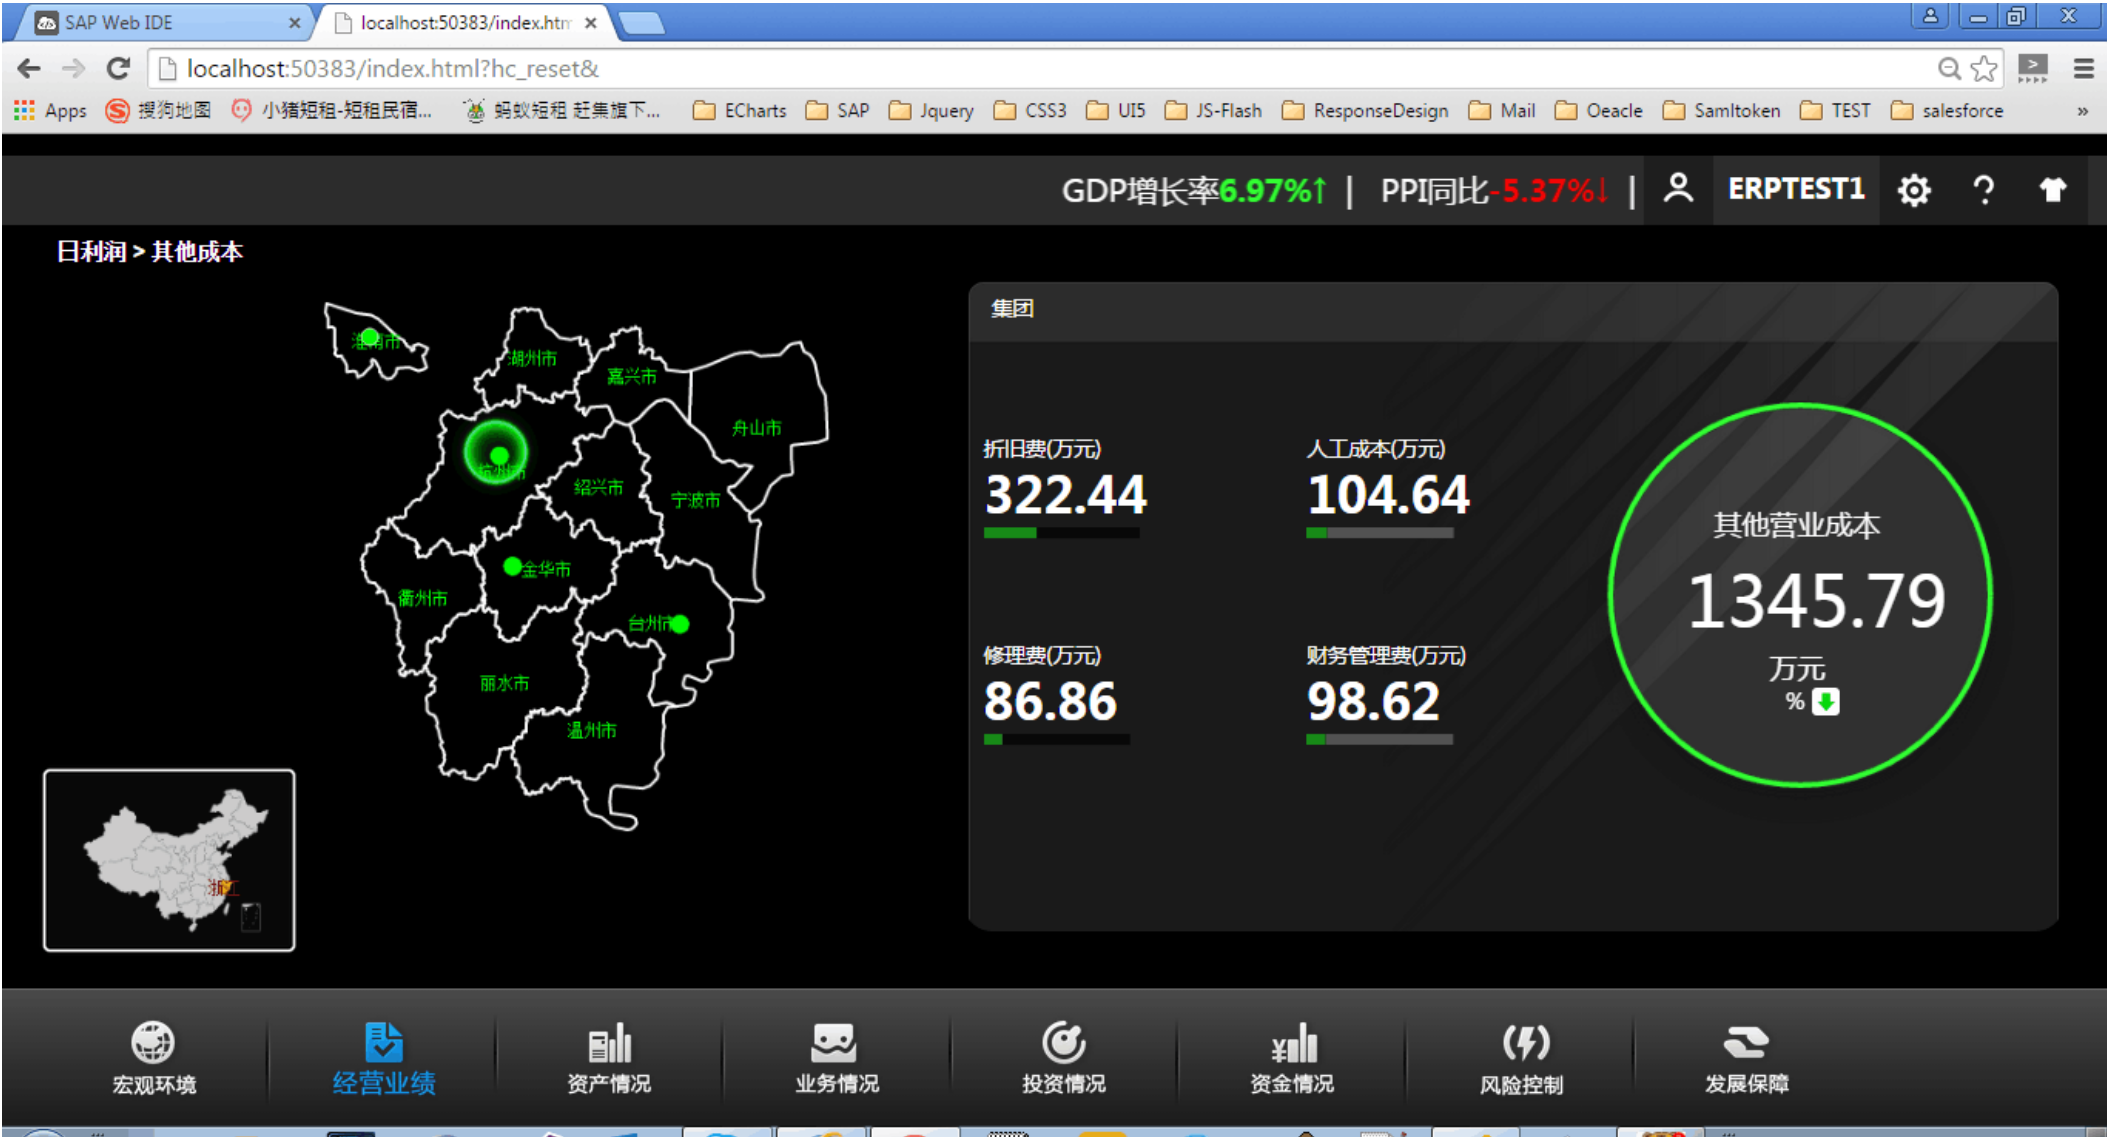 SAP Web IDE
localhost:50383/index.htm
localhost:50383/index.html?hc_reset&
Apps 搜狗地图 小猪短租-短租民宿... 蚂蚁短租 赶集旗下... ECharts SAP Jquery CSS3 UI5 JS-Flash ResponseDesign Mail Oeacle Samltoken TEST salesforce »
GDP增长率6.97%↑ | PPI同比-5.37%↓ | ERPTEST1
日利润 > 其他成本
淮南市
湖州市
嘉兴市
舟山市
杭州市
绍兴市
宁波市
金华市
衢州市
台州市
丽水市
温州市
浙江
集团
折旧费(万元)
322.44
人工成本(万元)
104.64
修理费(万元)
86.86
财务管理费(万元)
98.62
其他营业成本
1345.79
万元
%
宏观环境 经营业绩 资产情况 业务情况 投资情况 资金情况 风险控制 发展保障